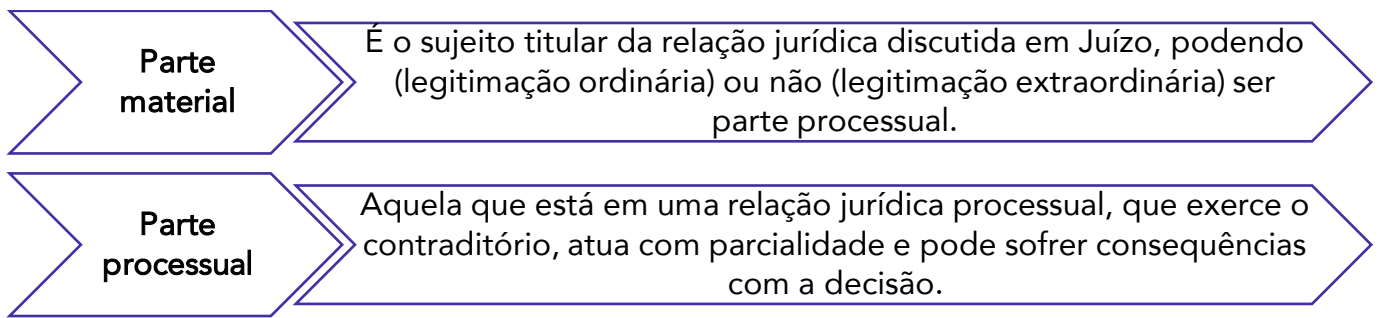 Parte
material
É o sujeito titular da relação jurídica discutida em Juízo, podendo
(legitimação ordinária) ou não (legitimação extraordinária) ser
parte processual.
Parte
processual
Aquela que está em uma relação jurídica processual, que exerce o
contraditório, atua com parcialidade e pode sofrer consequências
com a decisão.